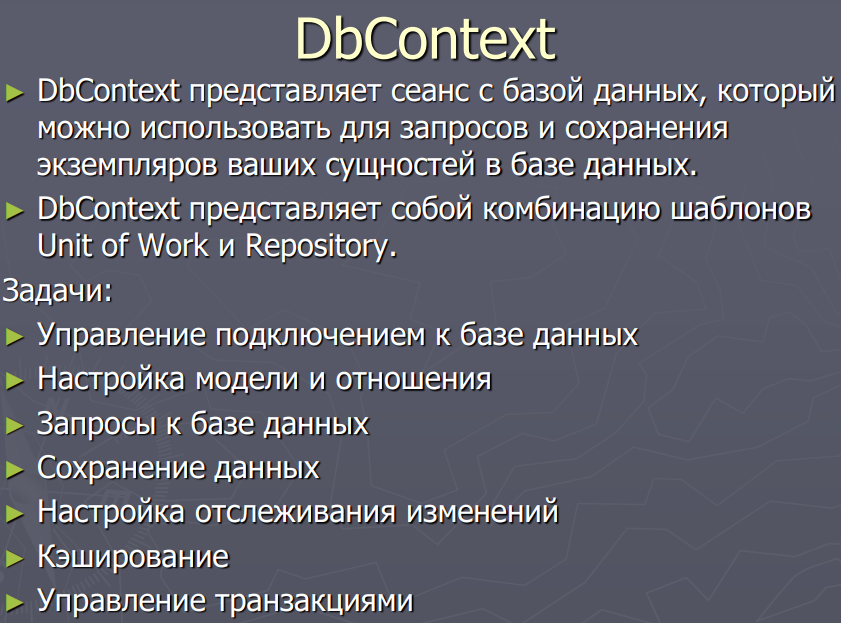 DbContext
DbContext представляет сеанс с базой данных, который
можно использовать для запросов и сохранения
экземпляров ваших сущностей в базе данных.
DbContext представляет собой комбинацию шаблонов
Unit of Work и Repository.
Задачи:
Управление подключением к базе данных
Настройка модели и отношения
Запросы к базе данных
Сохранение данных
Настройка отслеживания изменений
Кэширование
Управление транзакциями